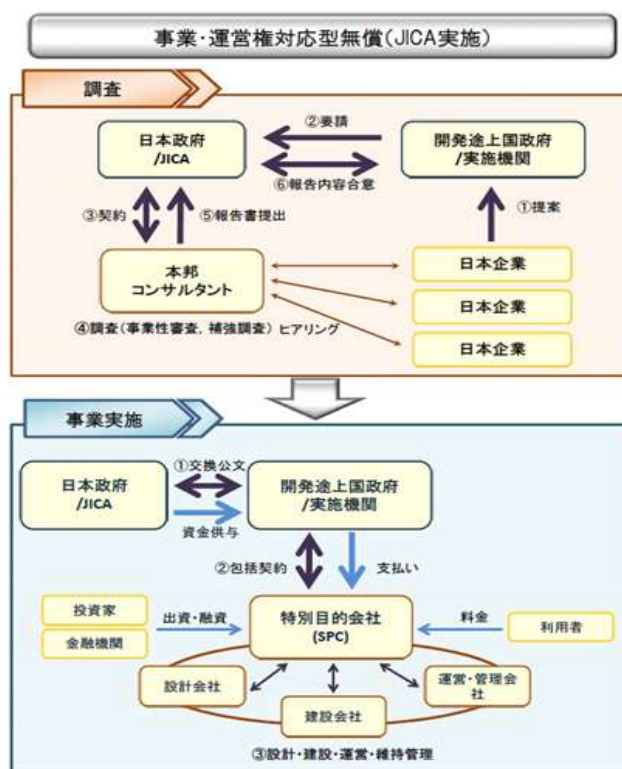 事業・運営権対応型無償(JICA実施)
調査
日本政府
/JICA
②要請
⑥報告内容合意
開発途上国政府
/実施機関
③契約
⑤報告書提出
①提案
本邦
コンサルタント
日本企業
日本企業
日本企業
④調査(事業性審査,補強調査) ヒアリング
事業実施
日本政府
/JICA
①交換公文
資金供与
開発途上国政府
/実施機関
②包括契約
支払い
投資家
金融機関
出資・融資
特別目的会社
(SPC)
料金
利用者
設計会社
建設会社
運営・管理会
社
③設計・建設・運営・維持管理